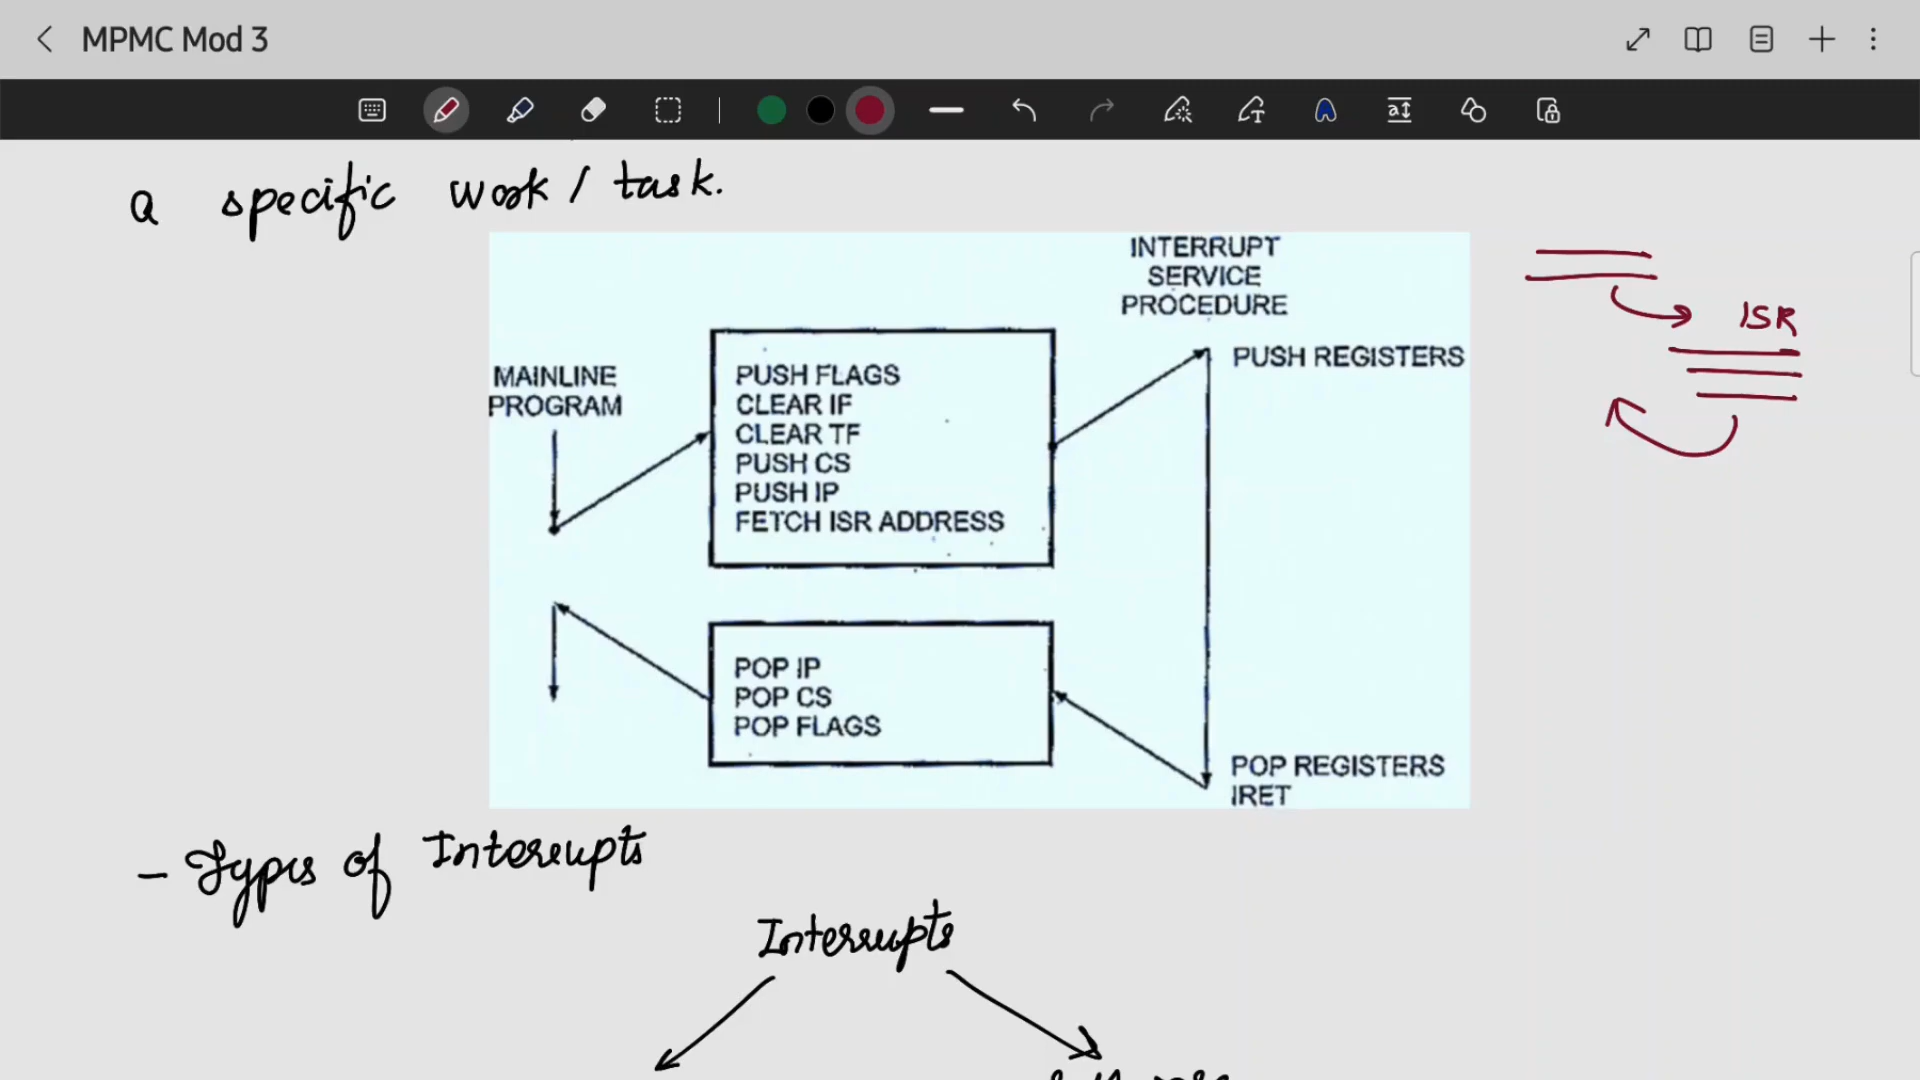 MPMC Mod 3
a specific work / task.
INTERRUPT
SERVICE
PROCEDURE
ISR
MAINLINE
PROGRAM
PUSH FLAGS
CLEAR IF
CLEAR TF
PUSH CS
PUSH IP
FETCH ISR ADDRESS
PUSH REGISTERS
POP IP
POP CS
POP FLAGS
POP REGISTERS
IRET
- Types of Interrupts
Interrupts